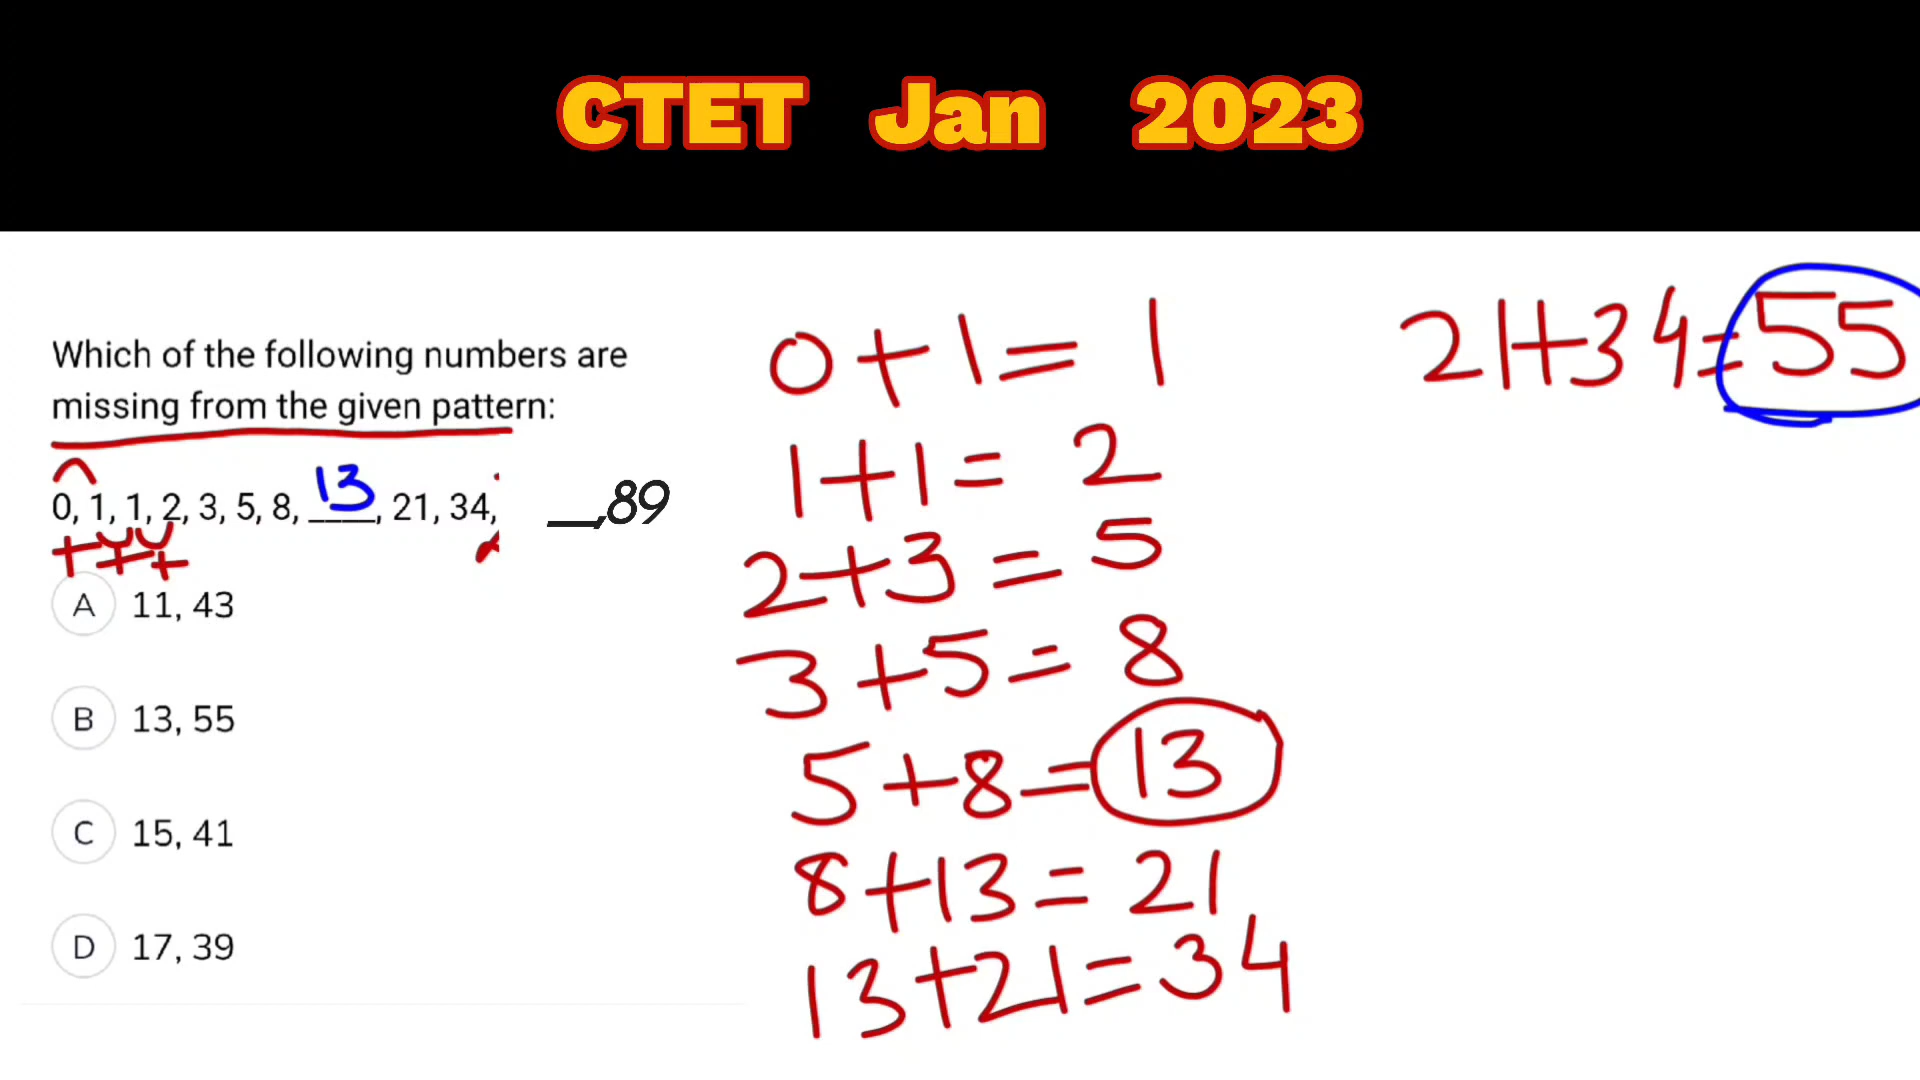 CTET Jan 2023
Which of the following numbers are
missing from the given pattern:
0, 1, 1, 2, 3, 5, 8, 13, 21, 34, __,89
A 11, 43
B 13, 55
C 15, 41
D 17, 39
0+1=1
1+1=2
2+3=5
3+5=8
5+8=13
8+13=21
13+21=34
21+34=55